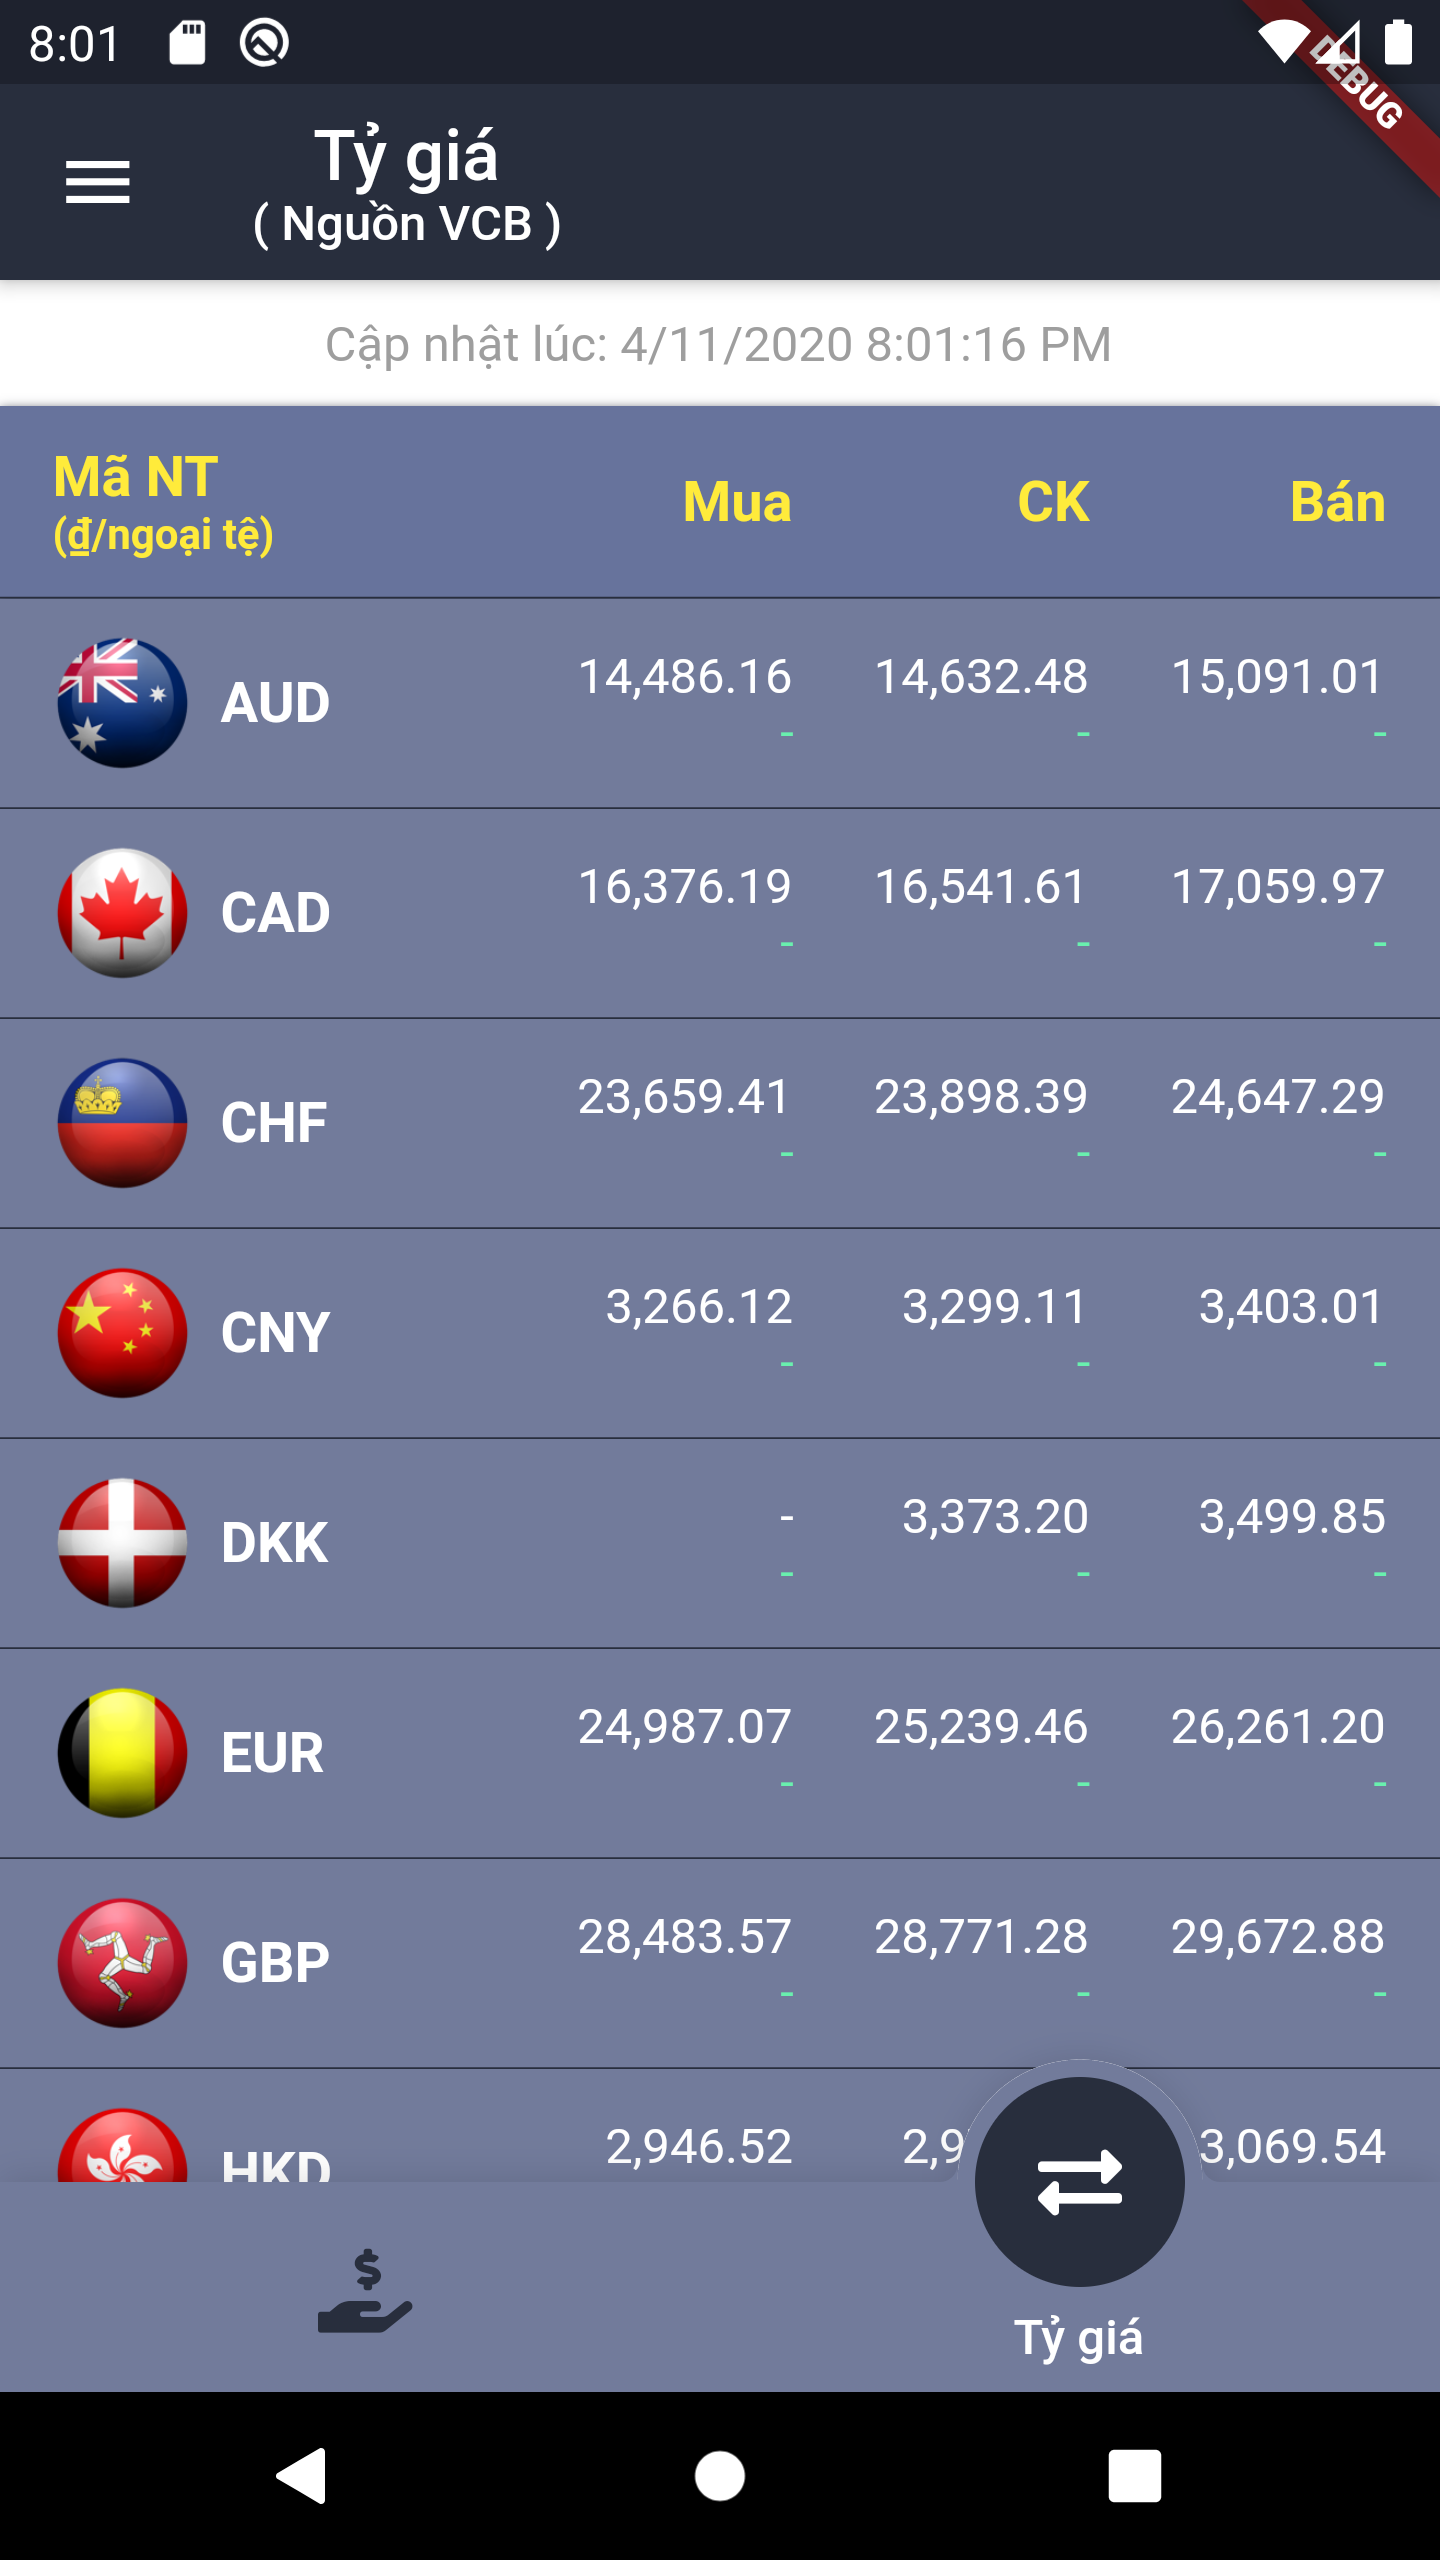 8:01
DEBUG
Tỷ giá
( Nguồn VCB )
Cập nhật lúc: 4/11/2020 8:01:16 PM
Mã NT Mua CK Bán
(₫/ngoại tệ)
AUD 14,486.16 14,632.48 15,091.01
- - -
CAD 16,376.19 16,541.61 17,059.97
- - -
CHF 23,659.41 23,898.39 24,647.29
- - -
CNY 3,266.12 3,299.11 3,403.01
- - -
DKK - 3,373.20 3,499.85
- - -
EUR 24,987.07 25,239.46 26,261.20
- - -
GBP 28,483.57 28,771.28 29,672.88
- - -
HKD 2,946.52 3,069.54
Tỷ giá